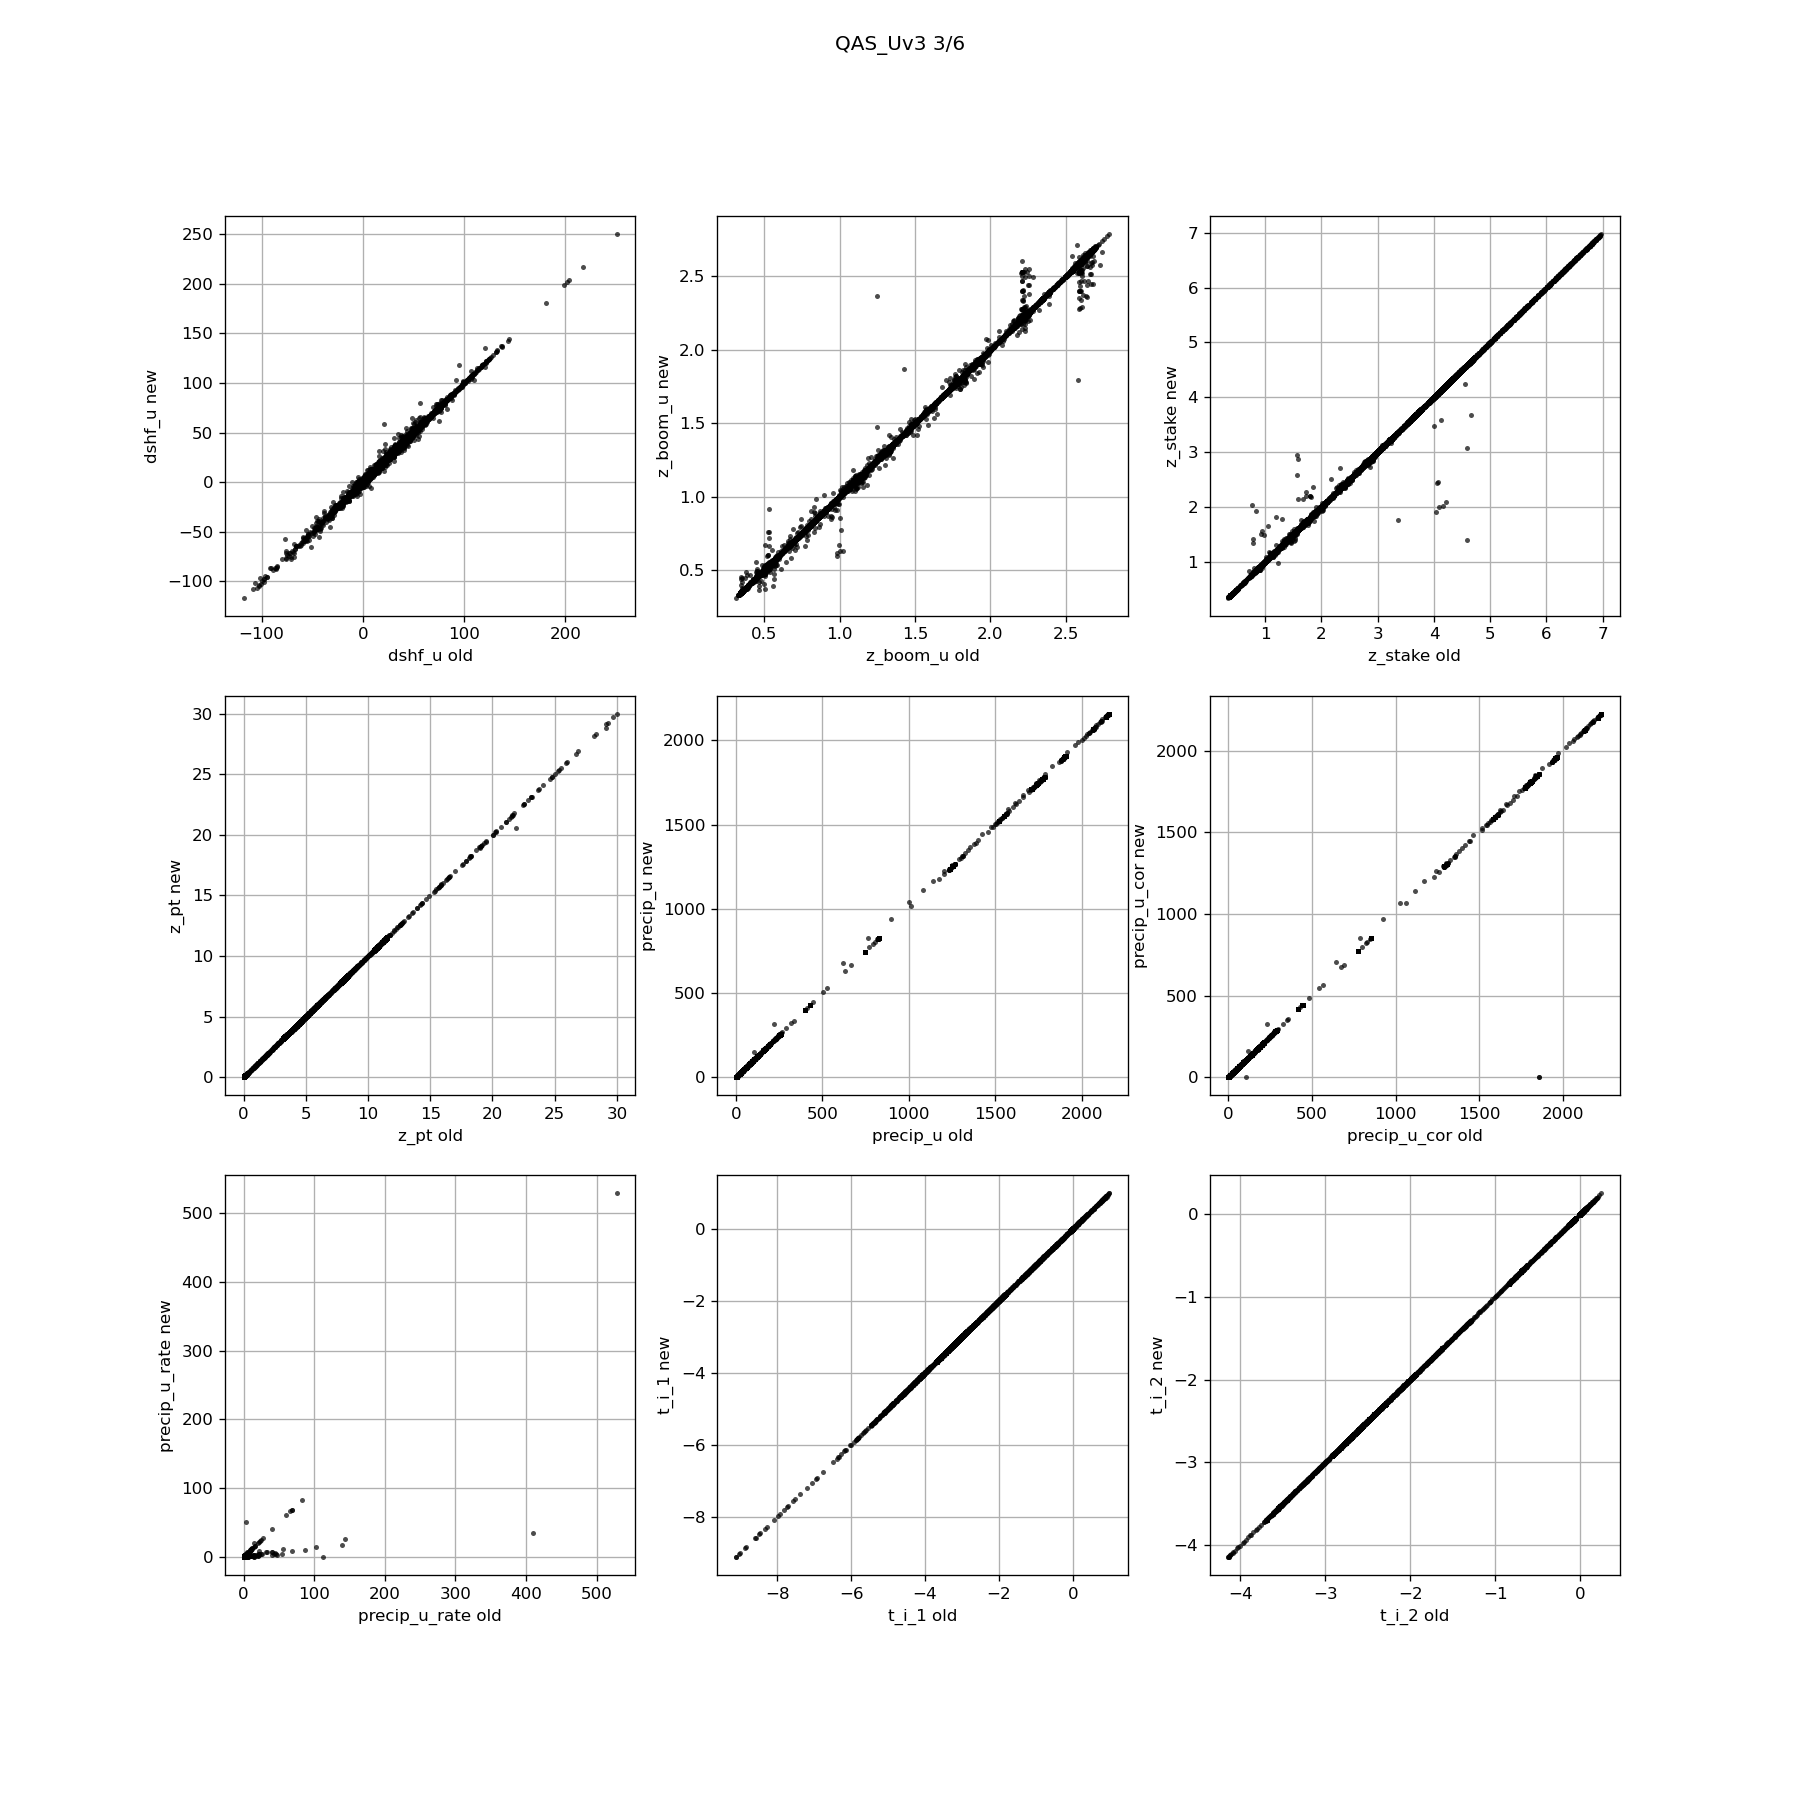 QAS_Uv3 3/6
250
200
150
100
50
0
−50
−100
dshf_u new
−100 0 100 200
dshf_u old
2.5
2.0
1.5
1.0
0.5
z_boom_u new
0.5 1.0 1.5 2.0 2.5
z_boom_u old
7
6
5
4
3
2
1
z_stake new
1 2 3 4 5 6 7
z_stake old
30
25
20
15
10
5
0
z_pt new
0 5 10 15 20 25 30
z_pt old
2000
1500
1000
500
0
precip_u new
0 500 1000 1500 2000
precip_u old
2000
1500
1000
500
0
precip_u_cor new
0 500 1000 1500 2000
precip_u_cor old
500
400
300
200
100
0
precip_u_rate new
0 100 200 300 400 500
precip_u_rate old
0
−2
−4
−6
−8
t_i_1 new
−8 −6 −4 −2 0
t_i_1 old
0
−1
−2
−3
−4
t_i_2 new
−4 −3 −2 −1 0
t_i_2 old